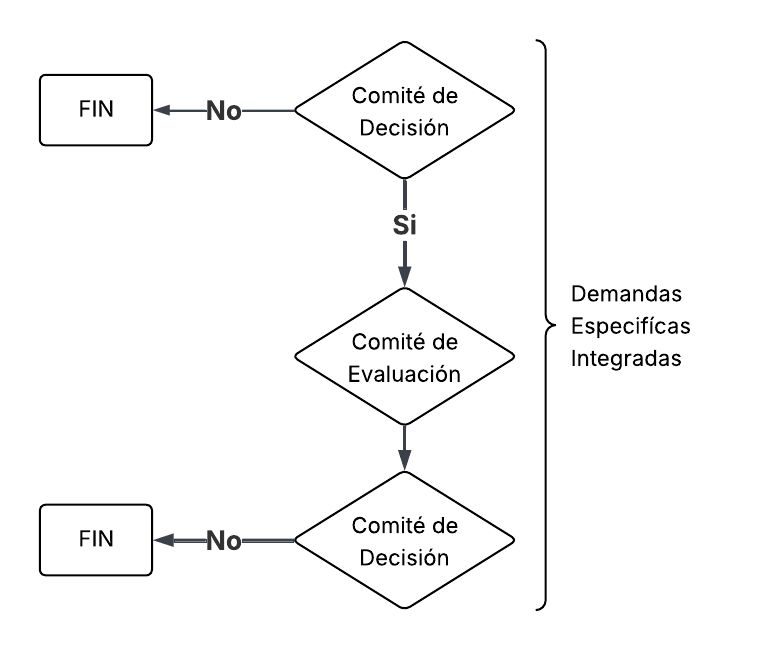 FIN
No
Comité de
Decisión
Si
Comité de
Evaluación
Demandas
Especifícas
Integradas
FIN
No
Comité de
Decisión